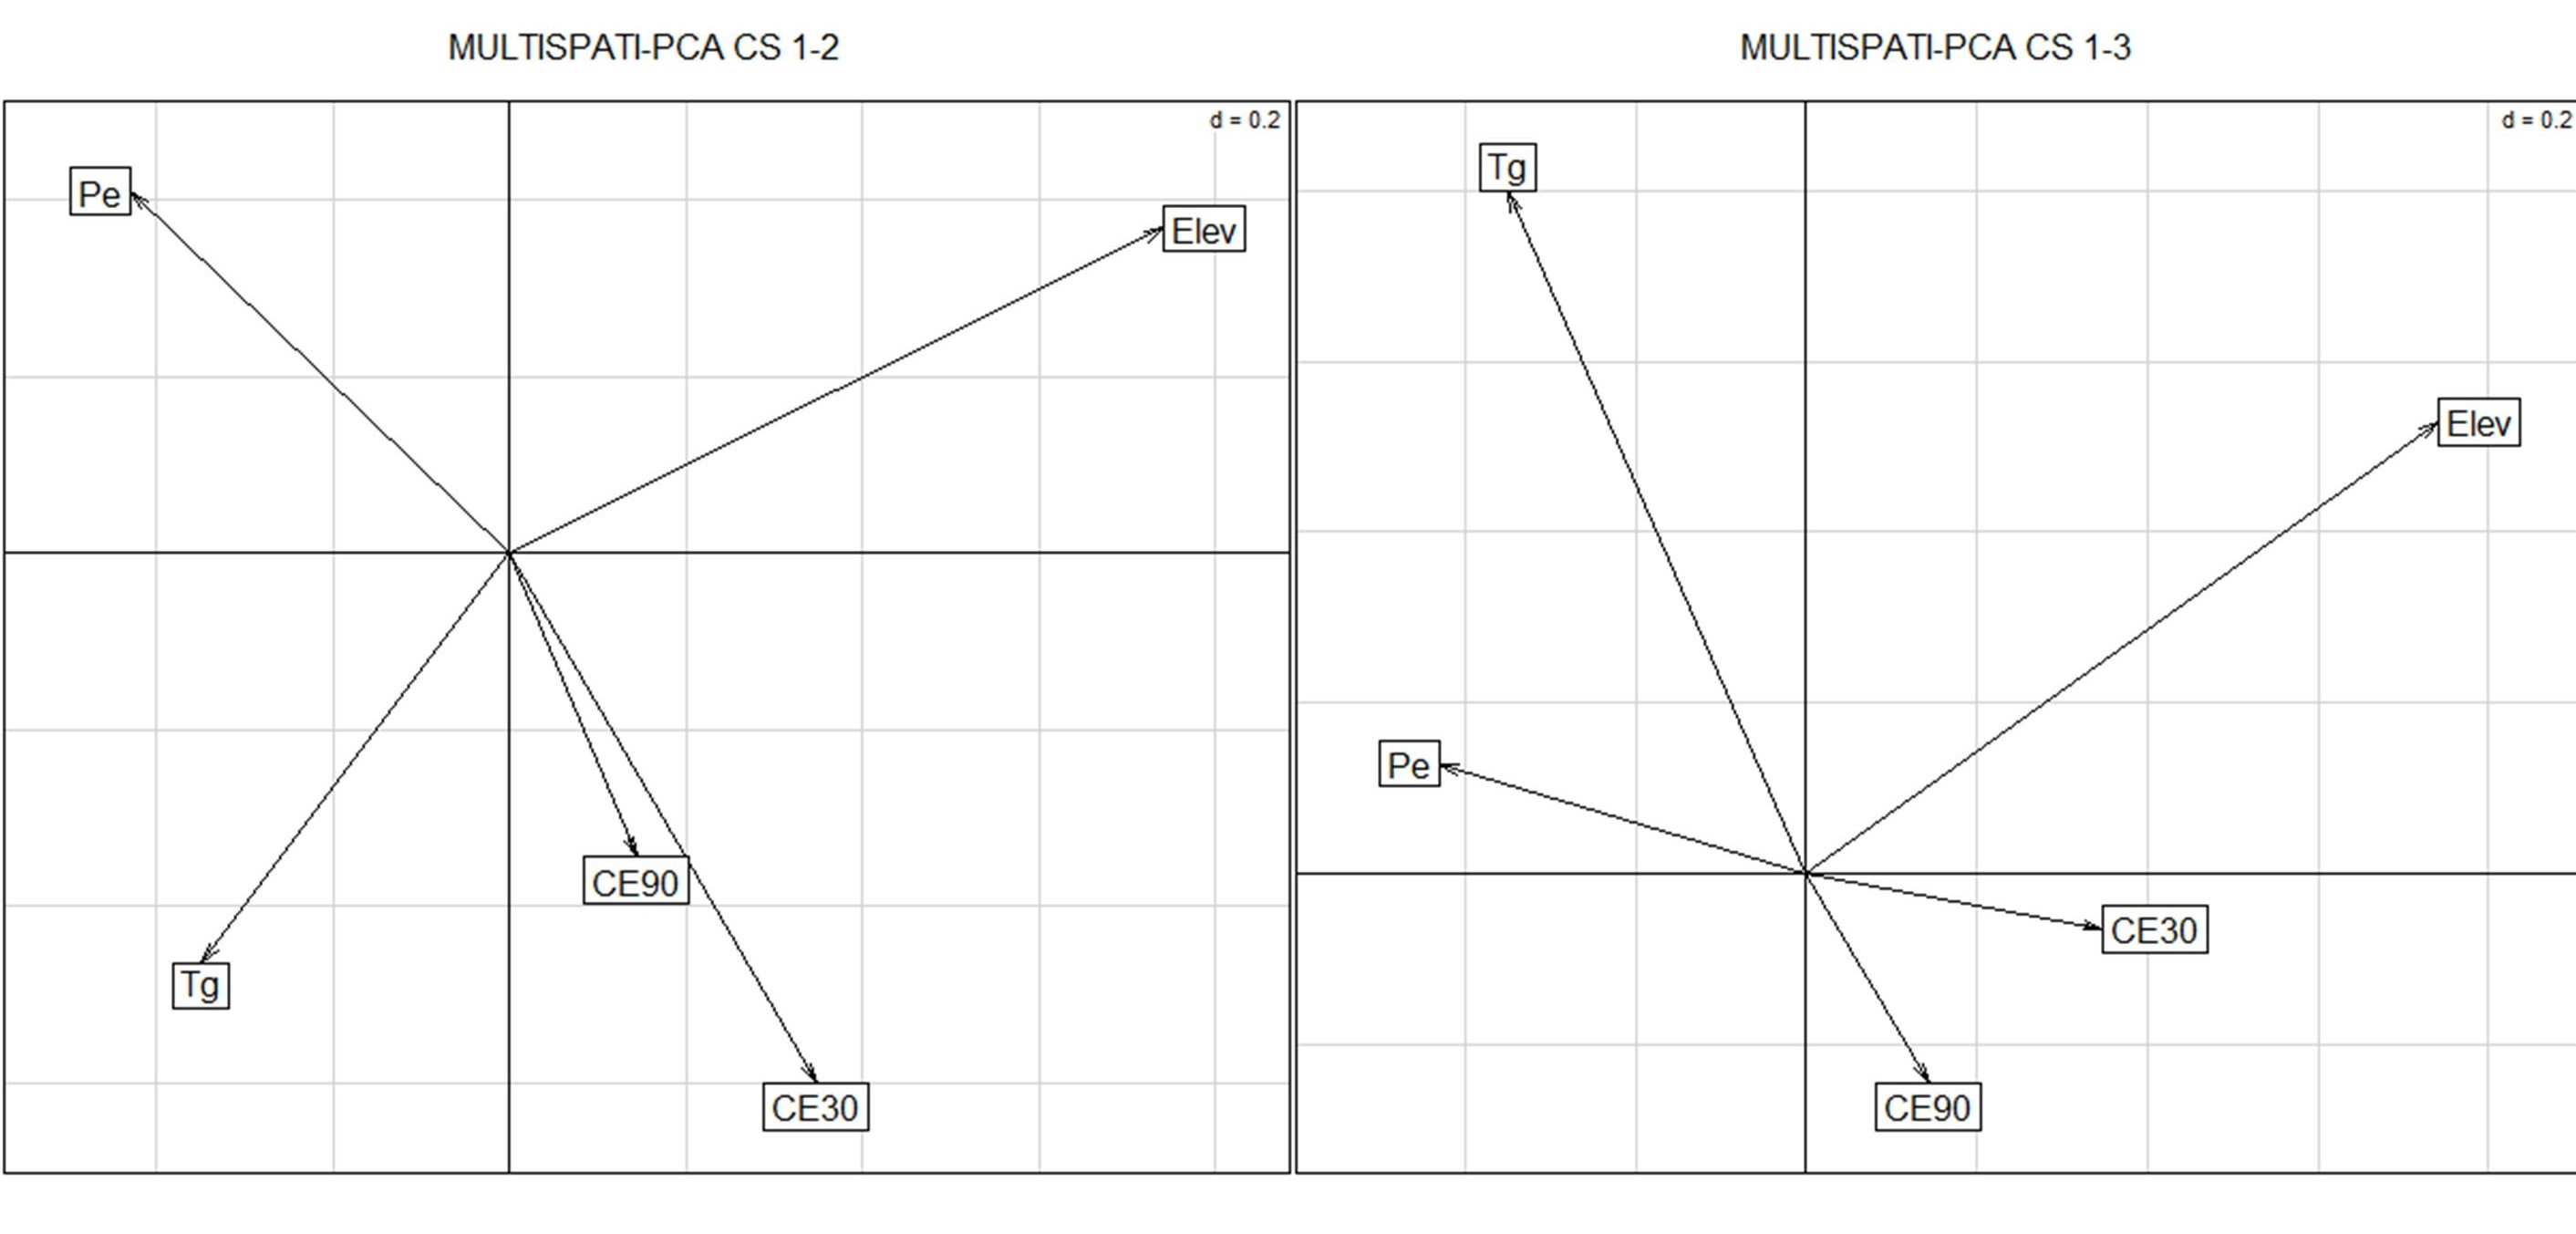 MULTISPATI-PCA CS 1-2
d = 0.2
Pe
Elev
CE90
Tg
CE30
MULTISPATI-PCA CS 1-3
d = 0.2
Tg
Elev
Pe
CE30
CE90